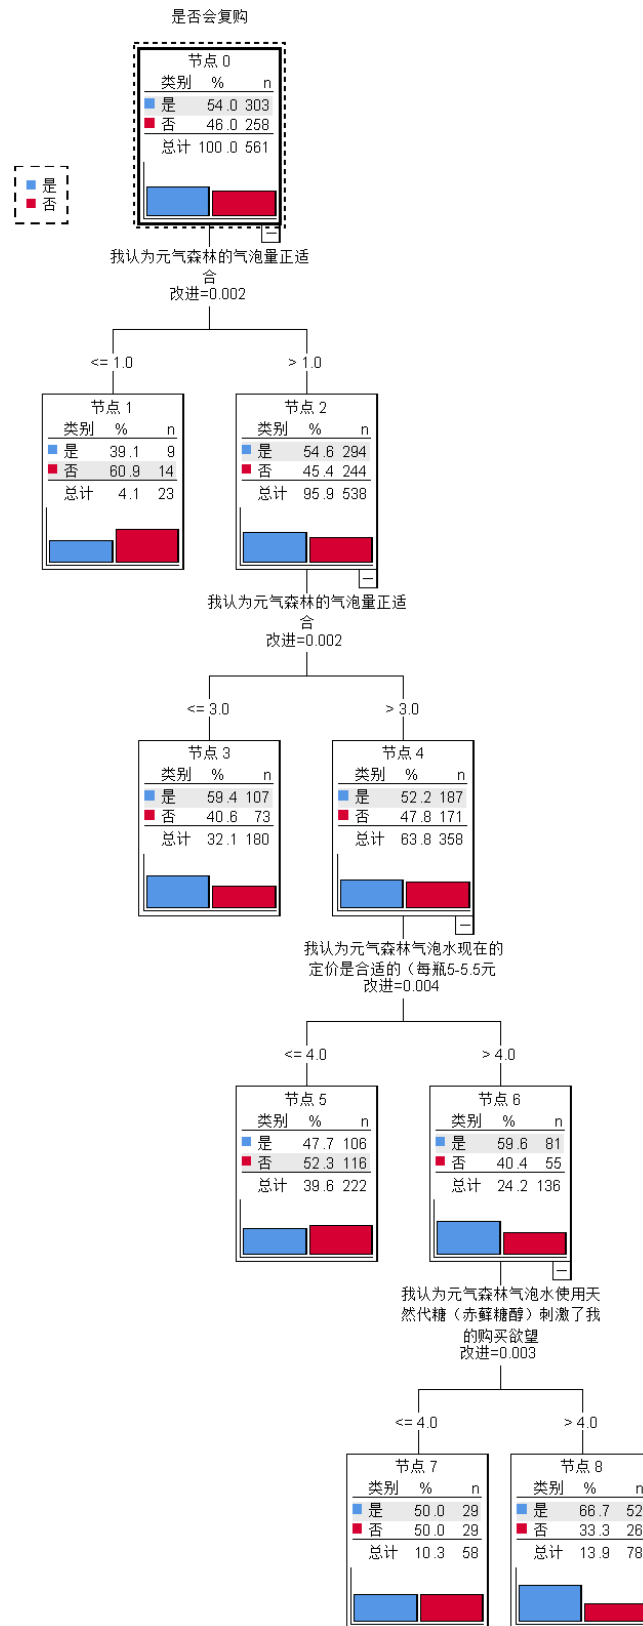 是否会复购
节点 0
类别 % n
是 54.0 303
否 46.0 258
总计 100.0 561
是
否
我认为元气森林的气泡量正适
合
改进=0.002
<= 1.0
> 1.0
节点 1
类别 % n
是 39.1 9
否 60.9 14
总计 4.1 23
节点 2
类别 % n
是 54.6 294
否 45.4 244
总计 95.9 538
我认为元气森林的气泡量正适
合
改进=0.002
<= 3.0
> 3.0
节点 3
类别 % n
是 59.4 107
否 40.6 73
总计 32.1 180
节点 4
类别 % n
是 52.2 187
否 47.8 171
总计 63.8 358
我认为元气森林气泡水现在的
定价是合适的（每瓶5-5.5元
改进=0.004
<= 4.0
> 4.0
节点 5
类别 % n
是 47.7 106
否 52.3 116
总计 39.6 222
节点 6
类别 % n
是 59.6 81
否 40.4 55
总计 24.2 136
我认为元气森林气泡水使用天
然代糖（赤藓糖醇）刺激了我
的购买欲望
改进=0.003
<= 4.0
> 4.0
节点 7
类别 % n
是 50.0 29
否 50.0 29
总计 10.3 58
节点 8
类别 % n
是 66.7 52
否 33.3 26
总计 13.9 78